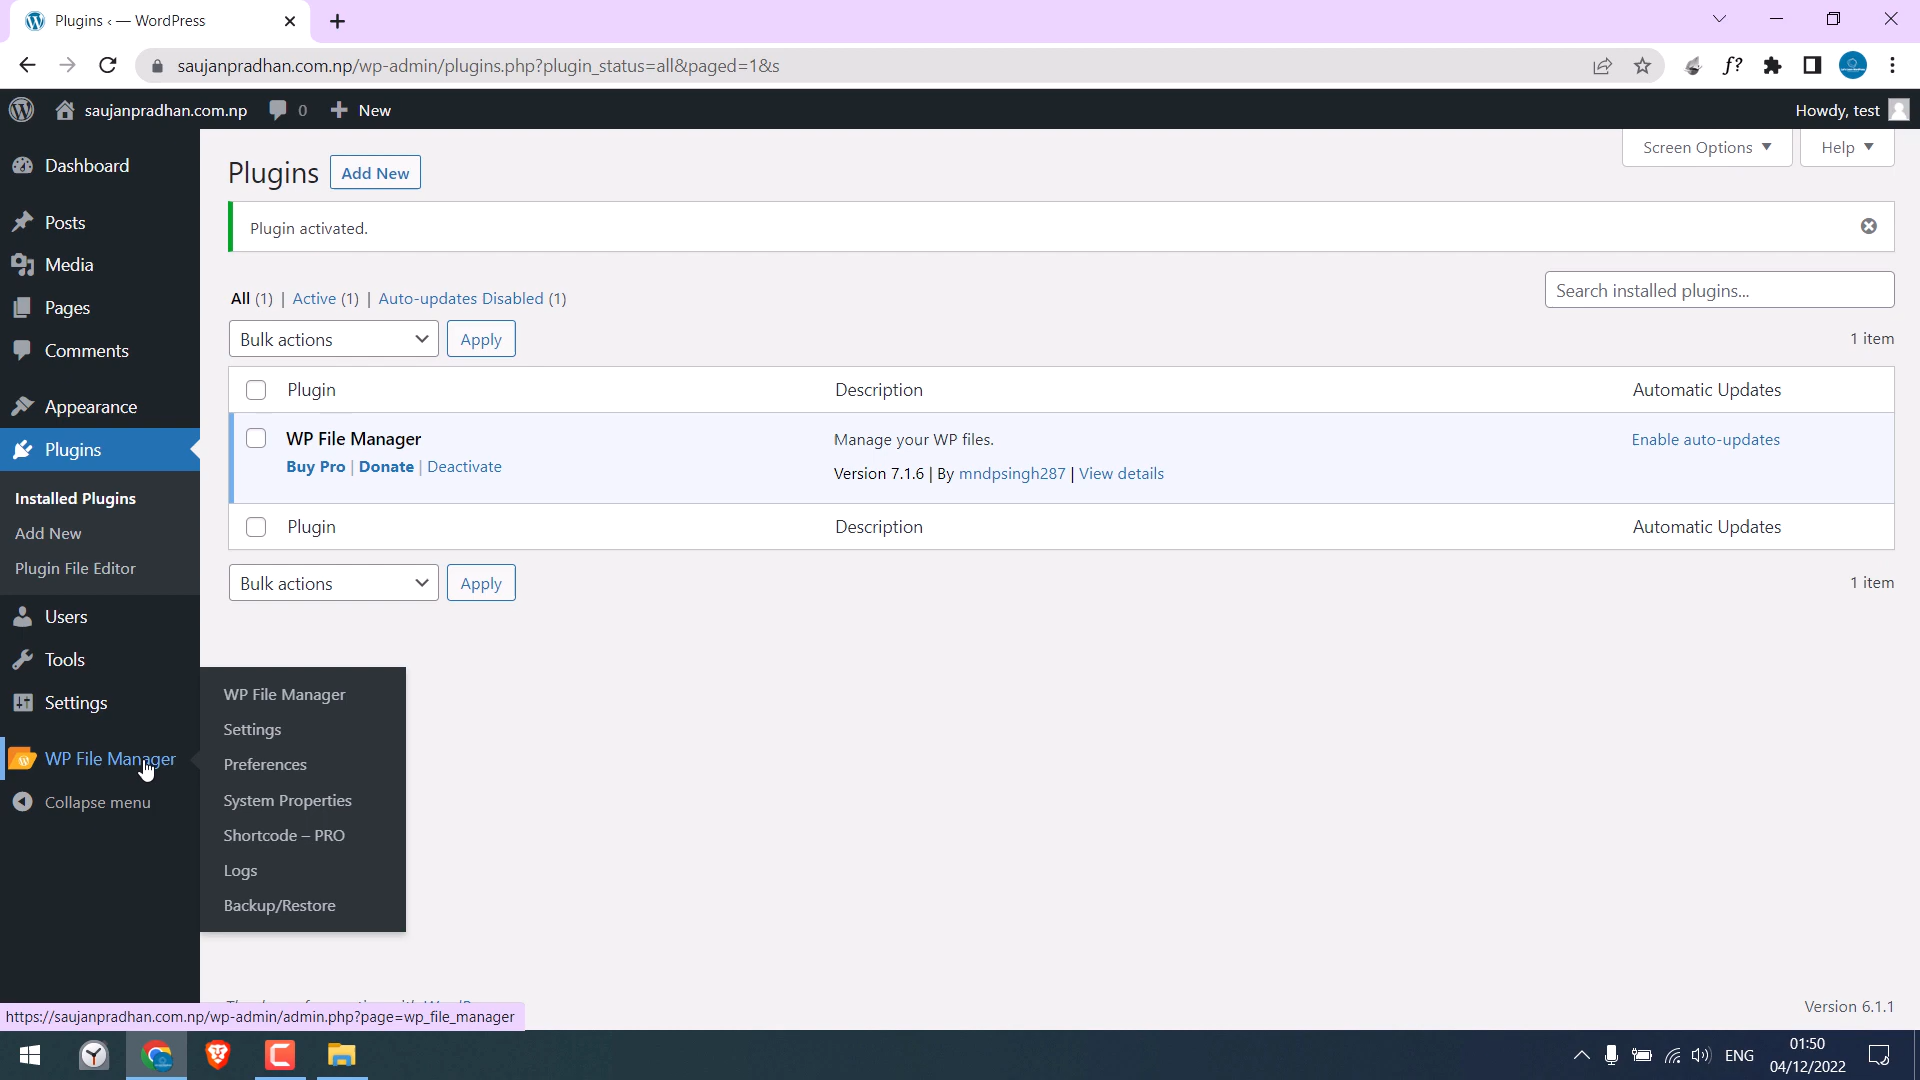 Plugins ‹ — WordPress
saujanpradhan.com.np/wp-admin/plugins.php?plugin_status=all&paged=1&s
f?
saujanpradhan.com.np 0 New
Howdy, test
Dashboard
Posts
Media
Pages
Comments
Appearance
Plugins
Installed Plugins
Add New
Plugin File Editor
Users
Tools
Settings
WP File Manager
Collapse menu
WP File Manager
Settings
Preferences
System Properties
Shortcode – PRO
Logs
Backup/Restore
Screen Options Help
Plugins Add New
Plugin activated.
All (1) | Active (1) | Auto-updates Disabled (1)
Search installed plugins...
Bulk actions Apply
1 item
Plugin Description Automatic Updates
WP File Manager Manage your WP files. Enable auto-updates
Buy Pro | Donate | Deactivate
Version 7.1.6 | By mndpsingh287 | View details
Plugin Description Automatic Updates
Bulk actions Apply
1 item
Version 6.1.1
https://saujanpradhan.com.np/wp-admin/admin.php?page=wp_file_manager
ENG
01:50
04/12/2022